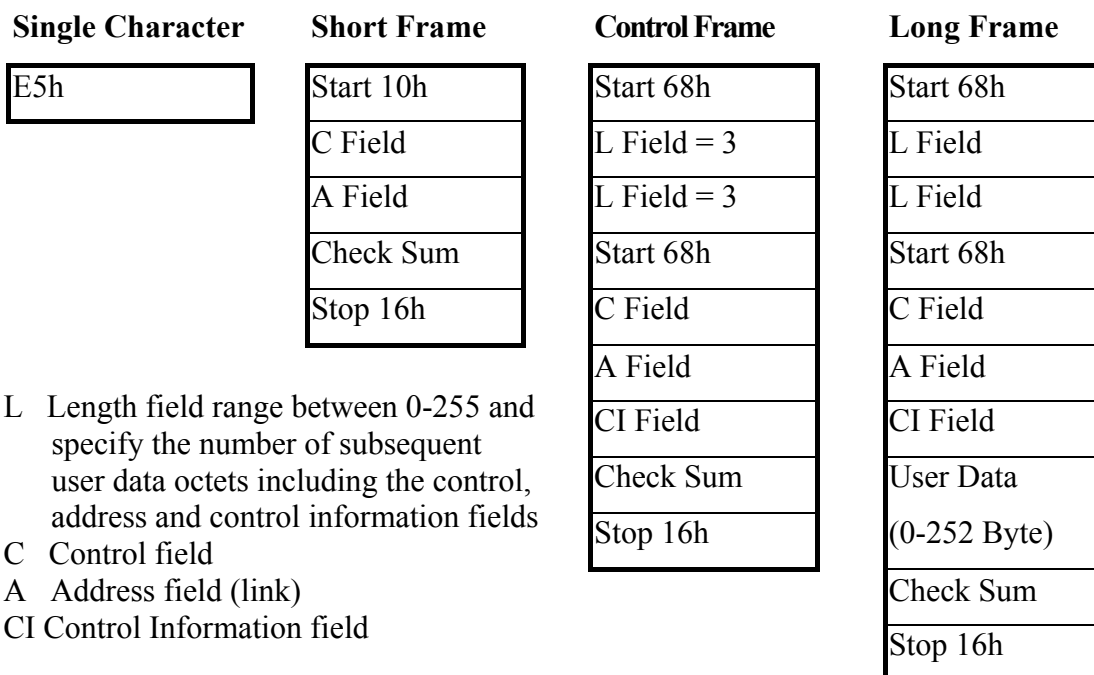 Single Character
E5h
Short Frame
Start 10h
C Field
A Field
Check Sum
Stop 16h
Control Frame
Start 68h
L Field = 3
L Field = 3
Start 68h
C Field
A Field
CI Field
Check Sum
Stop 16h
Long Frame
Start 68h
L Field
L Field
Start 68h
C Field
A Field
CI Field
User Data
(0-252 Byte)
Check Sum
Stop 16h
L Length field range between 0-255 and
specify the number of subsequent
user data octets including the control,
address and control information fields
C Control field
A Address field (link)
CI Control Information field